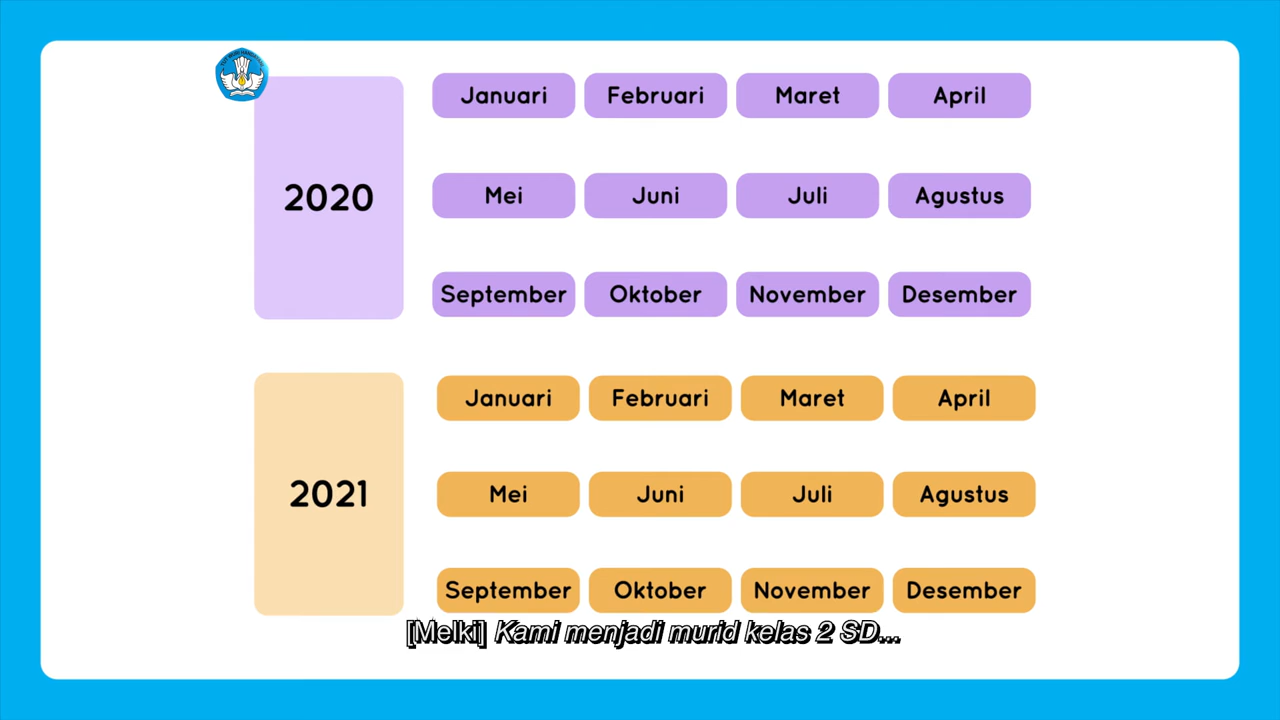 2020
Januari Februari Maret April
Mei Juni Juli Agustus
September Oktober November Desember
2021
Januari Februari Maret April
Mei Juni Juli Agustus
September Oktober November Desember
[Melki] Kami menjadi murid kelas 2 SD...